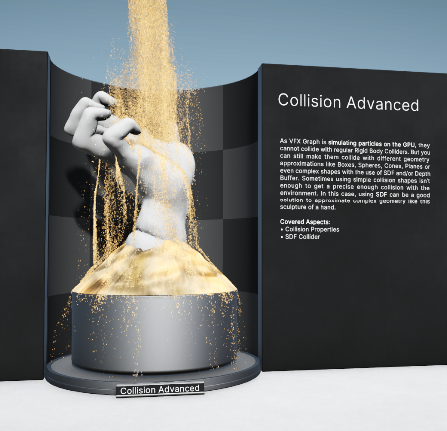 Collision Advanced
As VFX Graph is simulating particles on the GPU, they
cannot collide with regular Rigid Body Colliders. But you
can still make them collide with different geometry
approximations like Boxes, Spheres, Cones, Planes or
even complex shapes with the use of SDF and/or Depth
Buffer. Sometimes using simple collision shapes isn't
enough to get a precise enough collision with the
environment. In this case, using SDF can be a good
solution to approximate complex geometry like this
sculpture of a hand.
Covered Aspects:
• Collision Properties
• SDF Collider
Collision Advanced